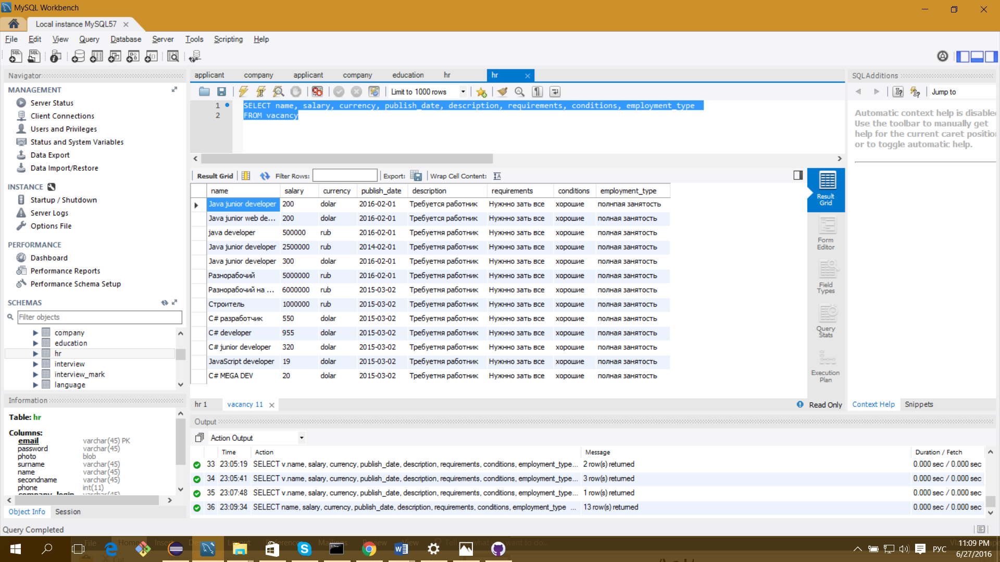 MySQL Workbench
Local instance MySQL57
File Edit View Query Database Server Tools Scripting Help
Navigator
MANAGEMENT
Server Status
Client Connections
Users and Privileges
Status and System Variables
Data Export
Data Import/Restore
INSTANCE
Startup / Shutdown
Server Logs
Options File
PERFORMANCE
Dashboard
Performance Reports
Performance Schema Setup
SCHEMAS
Filter objects
company
education
hr
interview
interview_mark
language
Information
Table: hr
Columns:
email varchar(45) PK
password varchar(45)
photo blob
surname varchar(45)
name varchar(45)
secondname varchar(45)
phone int(11)
company_login varchar(45)
Object Info Session
Query Completed
applicant company applicant company education hr hr
Limit to 1000 rows
1 SELECT name, salary, currency, publish_date, description, requirements, conditions, employment_type
2 FROM vacancy
Result Grid Filter Rows: Export: Wrap Cell Content:
name salary currency publish_date description requirements conditions employment_type
Java junior developer 200 dolar 2016-02-01 Требуется работник Нужнно зать все хорошие полнпая занятость
Java junior web de... 200 dolar 2016-02-01 Требуется работник Нужнно зать все хорошие полная занятость
java developer 500000 rub 2016-02-01 Требуетмя работник Нужнно зать все хорошие полная занятость
Java junior developer 2500000 rub 2014-02-01 Требуетмя работник Нужнно зать все хорошие полная занятость
Java junior developer 300 dolar 2016-02-01 Требуетмя работник Нужнно зать все хорошие полная занятость
Разнорабочий 5000000 rub 2016-02-01 Требуетмя работник Нужнно зать все хорошие полная занятость
Разнорабочий на ... 6000000 rub 2015-03-02 Требуетмя работник Нужнно зать все хорошие полная занятость
Строитель 1000000 rub 2015-03-02 Требуетмя работник Нужнно зать все хорошие полная занятость
C# разработчик 550 dolar 2015-03-02 Требуетмя работник Нужнно зать все хорошие полная занятость
C# developer 955 dolar 2015-03-02 Требуетмя работник Нужнно зать все хорошие полная занятость
C# junior developer 320 dolar 2015-03-02 Требуетмя работник Нужнно зать все хорошие полная занятость
JavaScript developer 19 dolar 2015-03-02 Требуетмя работник Нужнно зать все хорошие полная занятость
C# MEGA DEV 20 dolar 2015-03-02 Требуетмя работник Нужнно зать все хорошие полная занятость
Result
Grid
Form
Editor
Field
Types
Query
Stats
Execution
Plan
hr 1 vacancy 11 Read Only
SQLAdditions
Jump to
Automatic context help is disabled
Use the toolbar to manually get
help for the current caret position
or to toggle automatic help.
Context Help Snippets
Output
Action Output
Time Action Message Duration / Fetch
33 23:05:19 SELECT v.name, salary, currency, publish_date, description, requirements, conditions, employment_type... 2 row(s) returned 0.000 sec / 0.000 sec
34 23:05:41 SELECT v.name, salary, currency, publish_date, description, requirements, conditions, employment_type... 3 row(s) returned 0.000 sec / 0.000 sec
35 23:07:48 SELECT v.name, salary, currency, publish_date, description, requirements, conditions, employment_type... 1 row(s) returned 0.000 sec / 0.000 sec
36 23:09:34 SELECT name, salary, currency, publish_date, description, requirements, conditions, employment_type ... 13 row(s) returned 0.000 sec / 0.000 sec
РУС
11:09 PM
6/27/2016